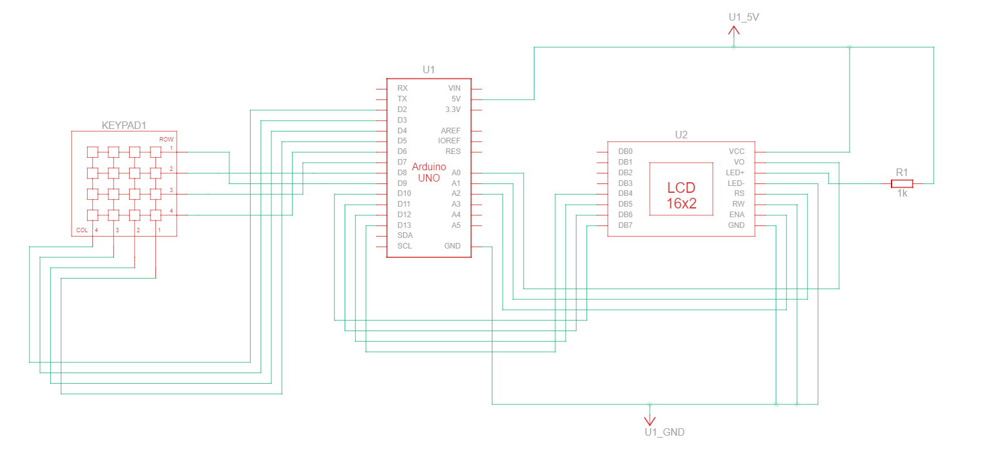 U1_5V
U1
RX VIN
TX 5V
D2 3.3V
D3
D4 AREF
D5 IOREF
D6 RES
D7
Arduino
D8 A0
UNO
D9 A1
D10 A2
D11 A3
D12 A4
D13 A5
SDA
SCL GND
KEYPAD1
ROW
1
2
3
4
COL 4 3 2 1
U2
DB0 VCC
DB1 VO
DB2 LED+
DB3 LED-
DB4 RS
DB5 RW
DB6 ENA
DB7 GND
LCD
16x2
R1
1k
U1_GND